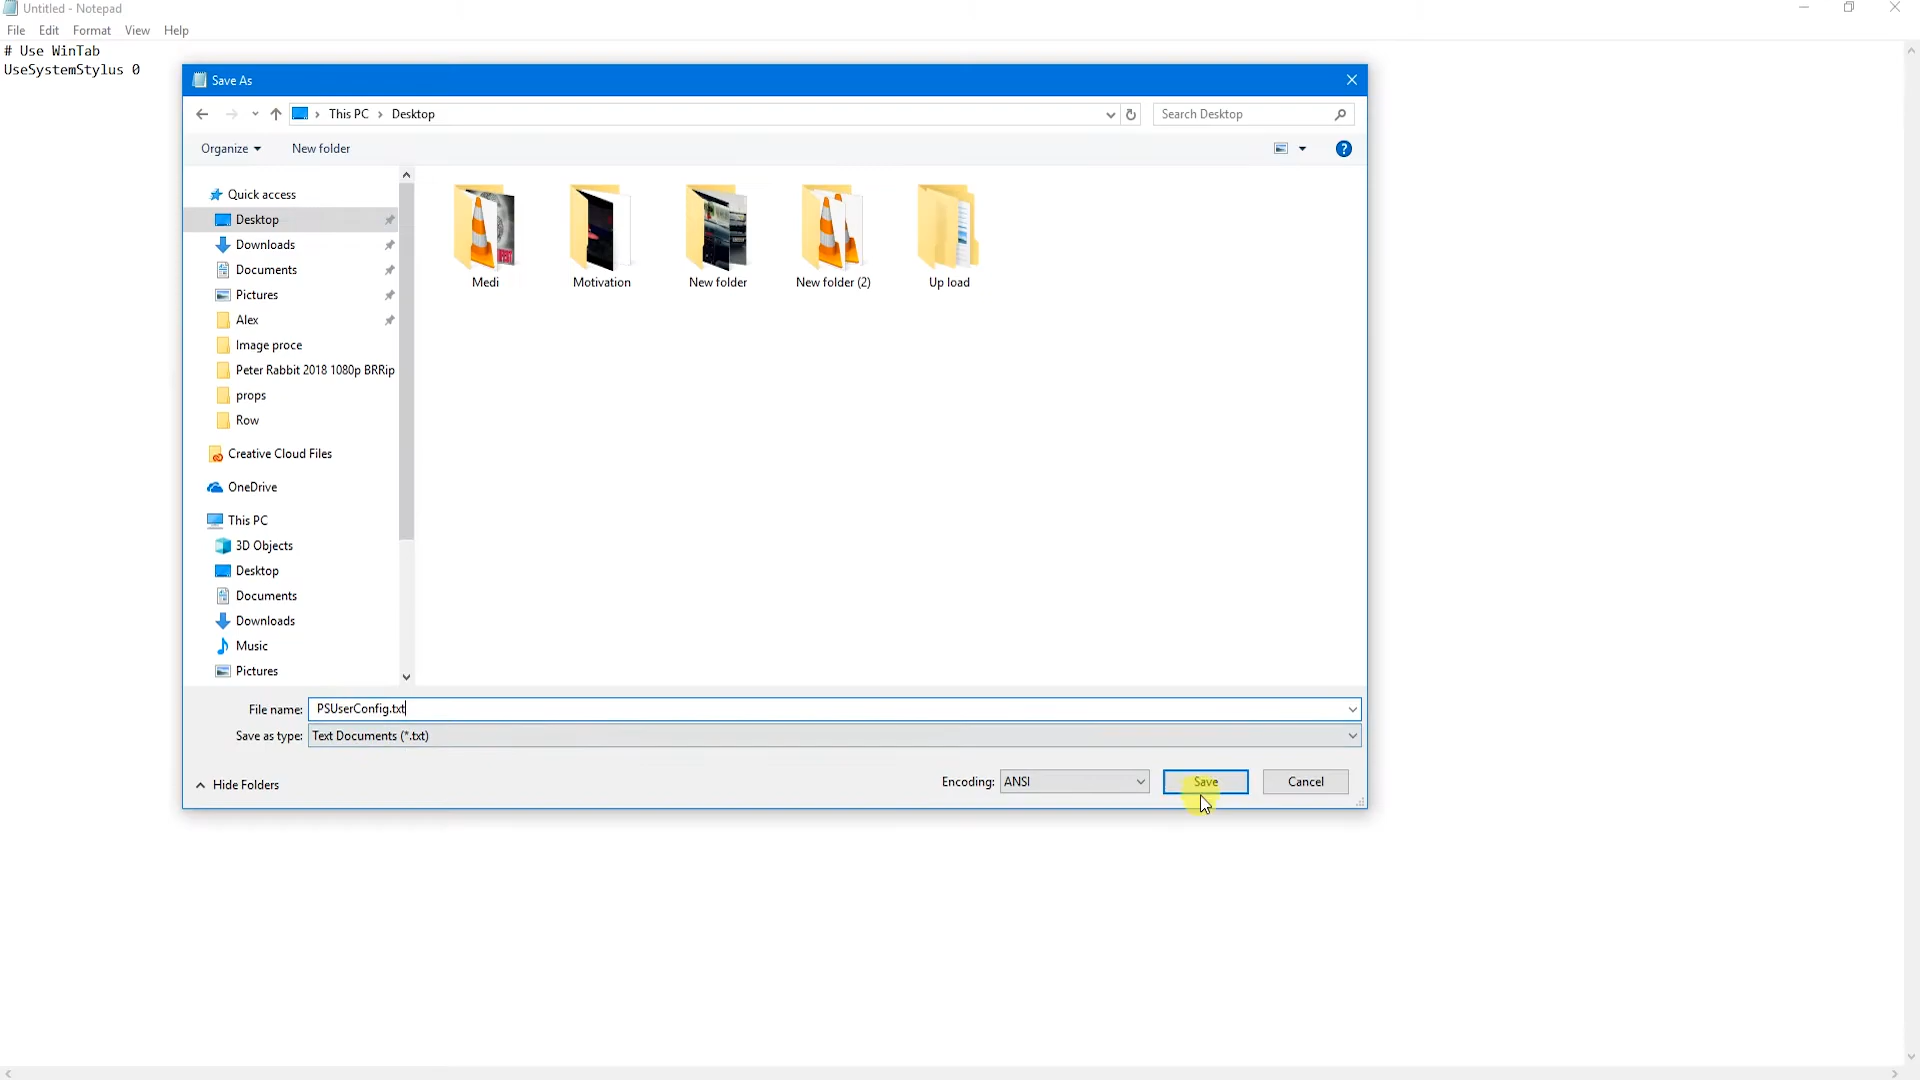 Untitled - Notepad
File Edit Format View Help
# Use WinTab
UseSystemStylus 0
Save As
This PC Desktop
Search Desktop
Organize New folder
Quick access
Desktop
Downloads
Documents
Pictures
Alex
Image proce
Peter Rabbit 2018 1080p BRRip
props
Row
Creative Cloud Files
OneDrive
This PC
3D Objects
Desktop
Documents
Downloads
Music
Pictures
Medi
Motivation
New folder
New folder (2)
Up load
File name: PSUserConfig.txt
Save as type: Text Documents (*.txt)
Hide Folders
Encoding: ANSI
Save
Cancel